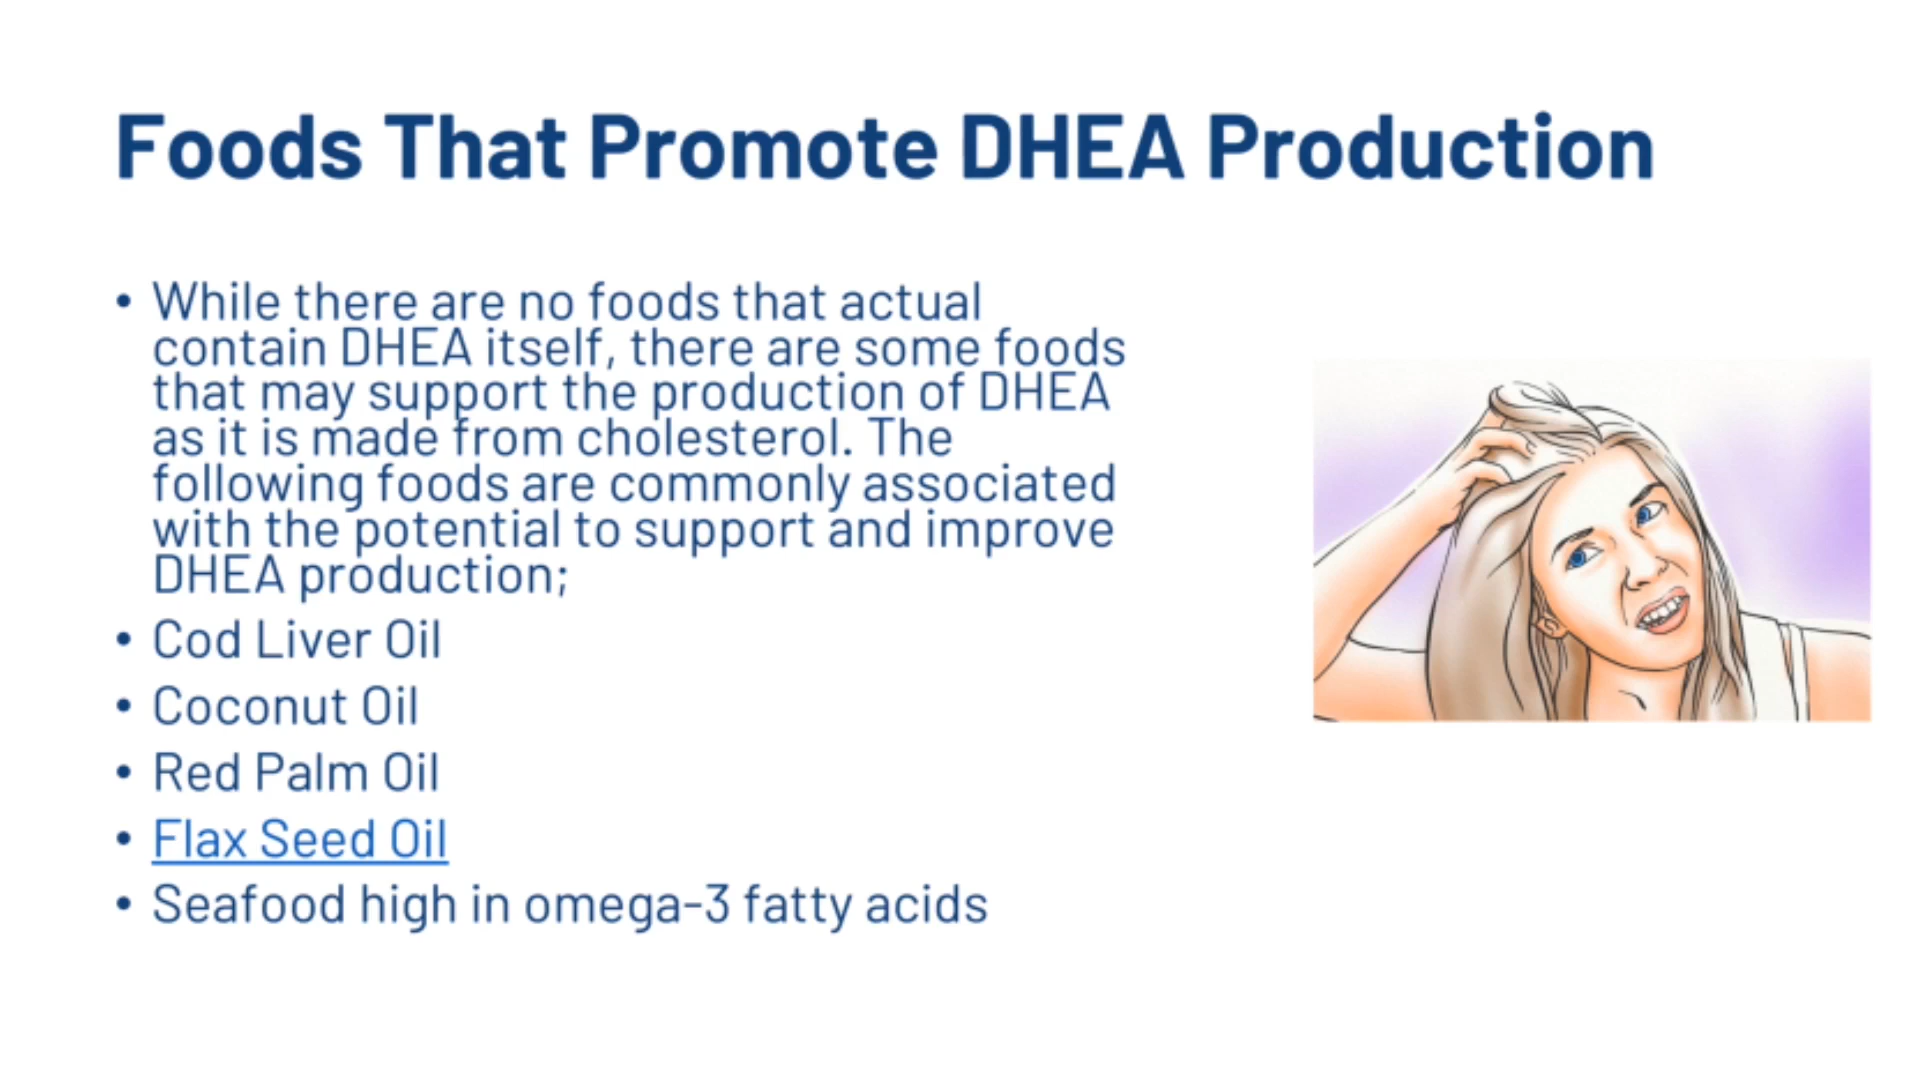 Foods That Promote DHEA Production
• While there are no foods that actual
contain DHEA itself, there are some foods
that may support the production of DHEA
as it is made from cholesterol. The
following foods are commonly associated
with the potential to support and improve
DHEA production;
• Cod Liver Oil
• Coconut Oil
• Red Palm Oil
• Flax Seed Oil
• Seafood high in omega-3 fatty acids